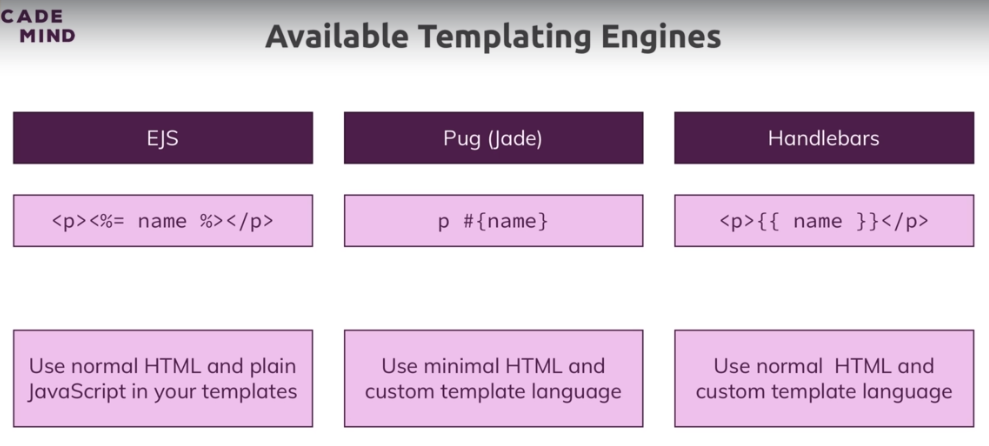 CADE
MIND
Available Templating Engines
EJS
Pug (Jade)
Handlebars
<p><%= name %></p>
p #{name}
<p>{{ name }}</p>
Use normal HTML and plain
JavaScript in your templates
Use minimal HTML and
custom template language
Use normal HTML and
custom template language